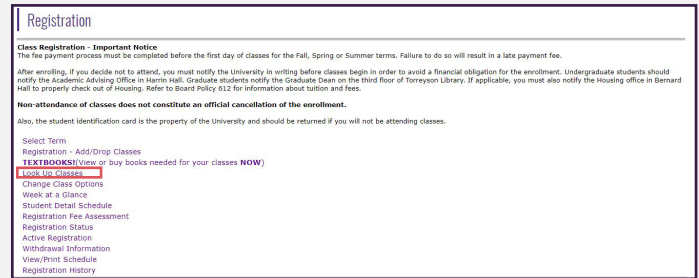 Registration
Class Registration - Important Notice
The fee payment process must be completed before the first day of classes for the Fall, Spring or Summer terms. Failure to do so will result in a late payment fee.
After enrolling, if you decide not to attend, you must notify the University in writing before classes begin in order to avoid a financial obligation for the enrollment. Undergraduate students should
notify the Academic Advising Office in Harrin Hall. Graduate students notify the Graduate Dean on the third floor of Torreyson Library. If applicable, you must also notify the Housing office in Bernard
Hall to properly check out of Housing. Refer to Board Policy 612 for information about tuition and fees.
Non-attendance of classes does not constitute an official cancellation of the enrollment.
Also, the student identification card is the property of the University and should be returned if you will not be attending classes.
Select Term
Registration - Add/Drop Classes
TEXTBOOKS!(View or buy books needed for your classes NOW)
Look Up Classes
Change Class Options
Week at a Glance
Student Detail Schedule
Registration Fee Assessment
Registration Status
Active Registration
Withdrawal Information
View/Print Schedule
Registration History